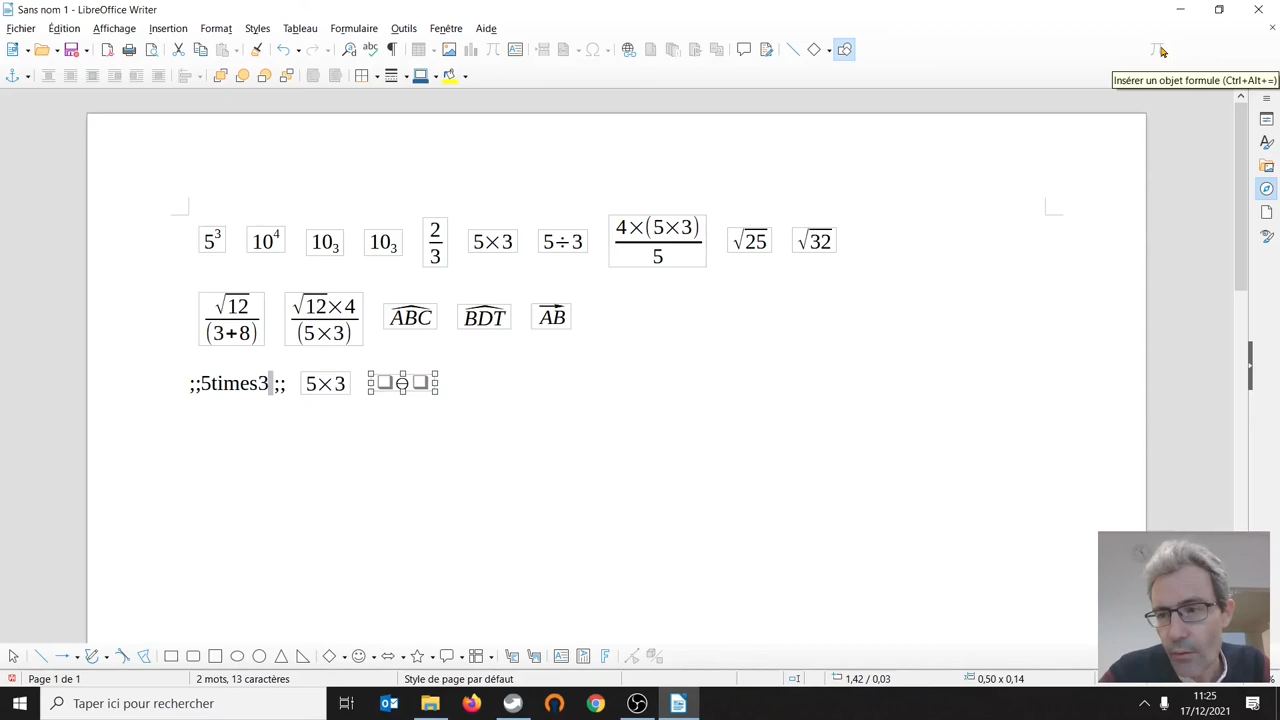 Sans nom 1 - LibreOffice Writer
Fichier Édition Affichage Insertion Format Styles Tableau Formulaire Outils Fenêtre Aide
Insérer un objet formule (Ctrl+Alt+=)
5³ 10⁴ 10₃ 10₃ 2/3 5×3 5÷3 4×(5×3)/5 √25 √32
√12/(3+8) √12×4/(5×3) ABC BDT AB
;;5times3 ;; 5×3
Page 1 de 1 2 mots, 13 caractères Style de page par défaut 1,42 / 0,03 0,50 x 0,14
Taper ici pour rechercher
11:25
17/12/2021